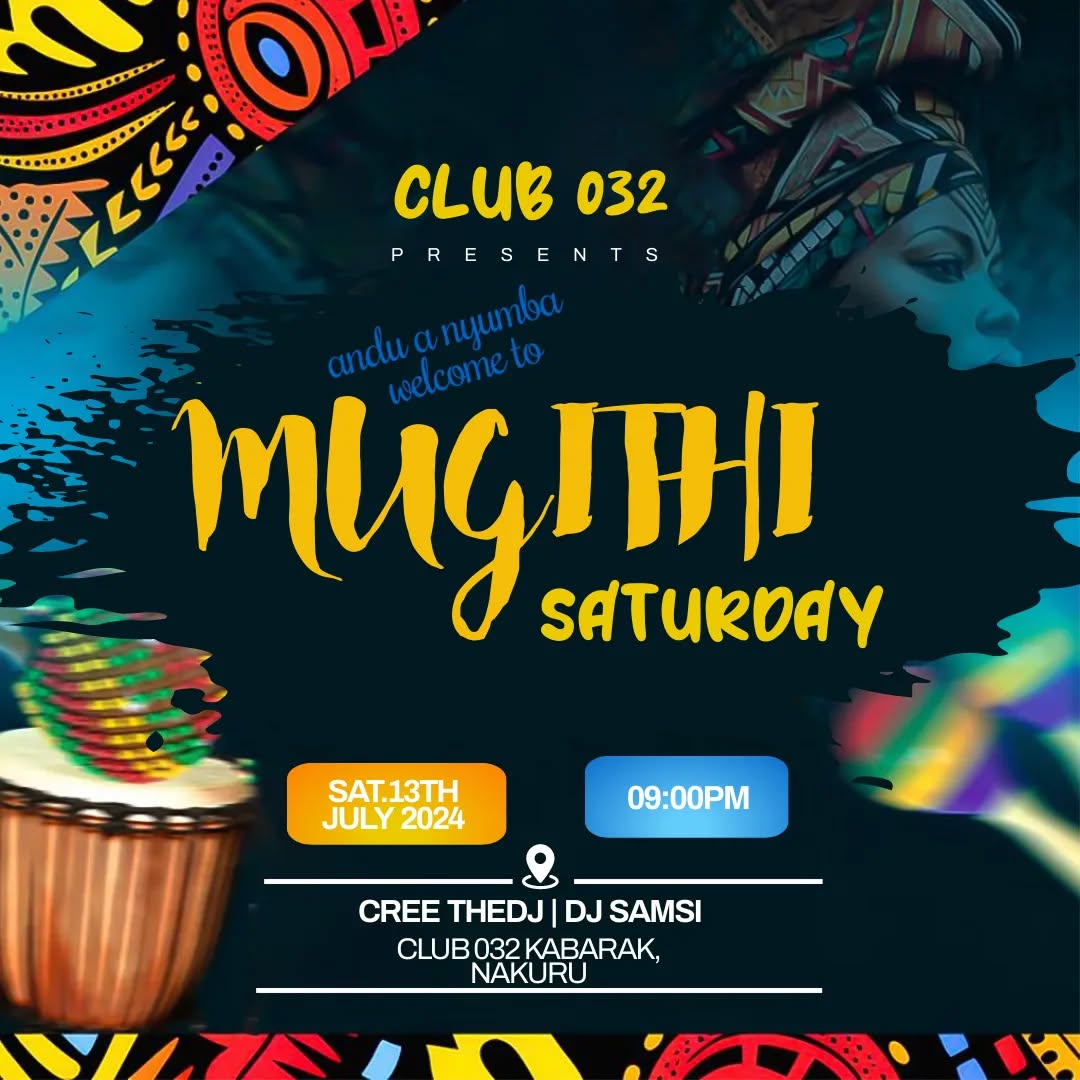 CLUB 032
PRESENTS
andu a nyumba
welcome to
MUGITHI
SATURDAY
SAT.13TH
JULY 2024
09:00PM
CREE THEDJ | DJ SAMSI
CLUB 032 KABARAK,
NAKURU